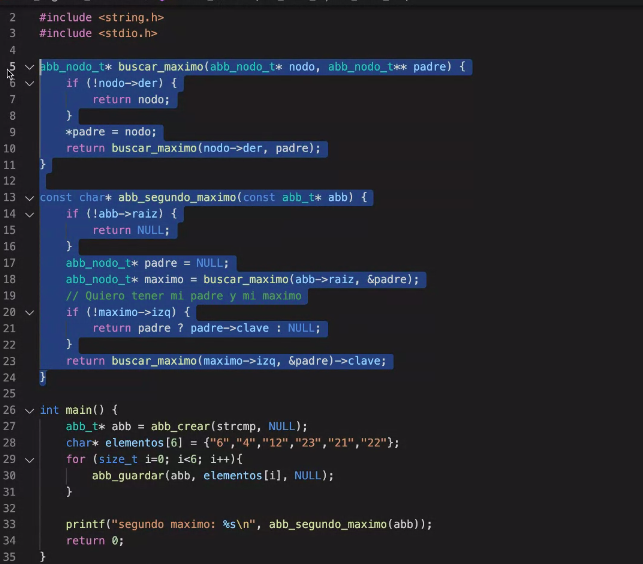 2 #include <string.h>
3 #include <stdio.h>
4
5 abb_nodo_t* buscar_maximo(abb_nodo_t* nodo, abb_nodo_t** padre) {
6     if (!nodo->der) {
7         return nodo;
8     }
9     *padre = nodo;
10     return buscar_maximo(nodo->der, padre);
11 }
12
13 const char* abb_segundo_maximo(const abb_t* abb) {
14     if (!abb->raiz) {
15         return NULL;
16     }
17     abb_nodo_t* padre = NULL;
18     abb_nodo_t* maximo = buscar_maximo(abb->raiz, &padre);
19     // Quiero tener mi padre y mi maximo
20     if (!maximo->izq) {
21         return padre ? padre->clave : NULL;
22     }
23     return buscar_maximo(maximo->izq, &padre)->clave;
24 }
25
26 int main() {
27     abb_t* abb = abb_crear(strcmp, NULL);
28     char* elementos[6] = {"6","4","12","23","21","22"};
29     for (size_t i=0; i<6; i++){
30         abb_guardar(abb, elementos[i], NULL);
31     }
32
33     printf("segundo maximo: %s\n", abb_segundo_maximo(abb));
34     return 0;
35 }